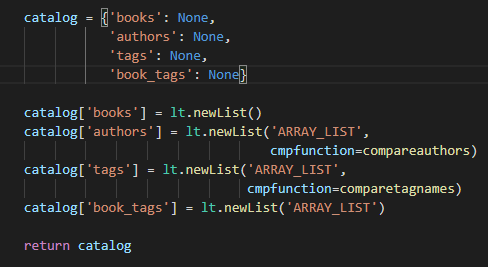 catalog = {'books': None,
'authors': None,
'tags': None,
'book_tags': None}
catalog['books'] = lt.newList()
catalog['authors'] = lt.newList('ARRAY_LIST',
cmpfunction=compareauthors)
catalog['tags'] = lt.newList('ARRAY_LIST',
cmpfunction=comparetagnames)
catalog['book_tags'] = lt.newList('ARRAY_LIST')
return catalog